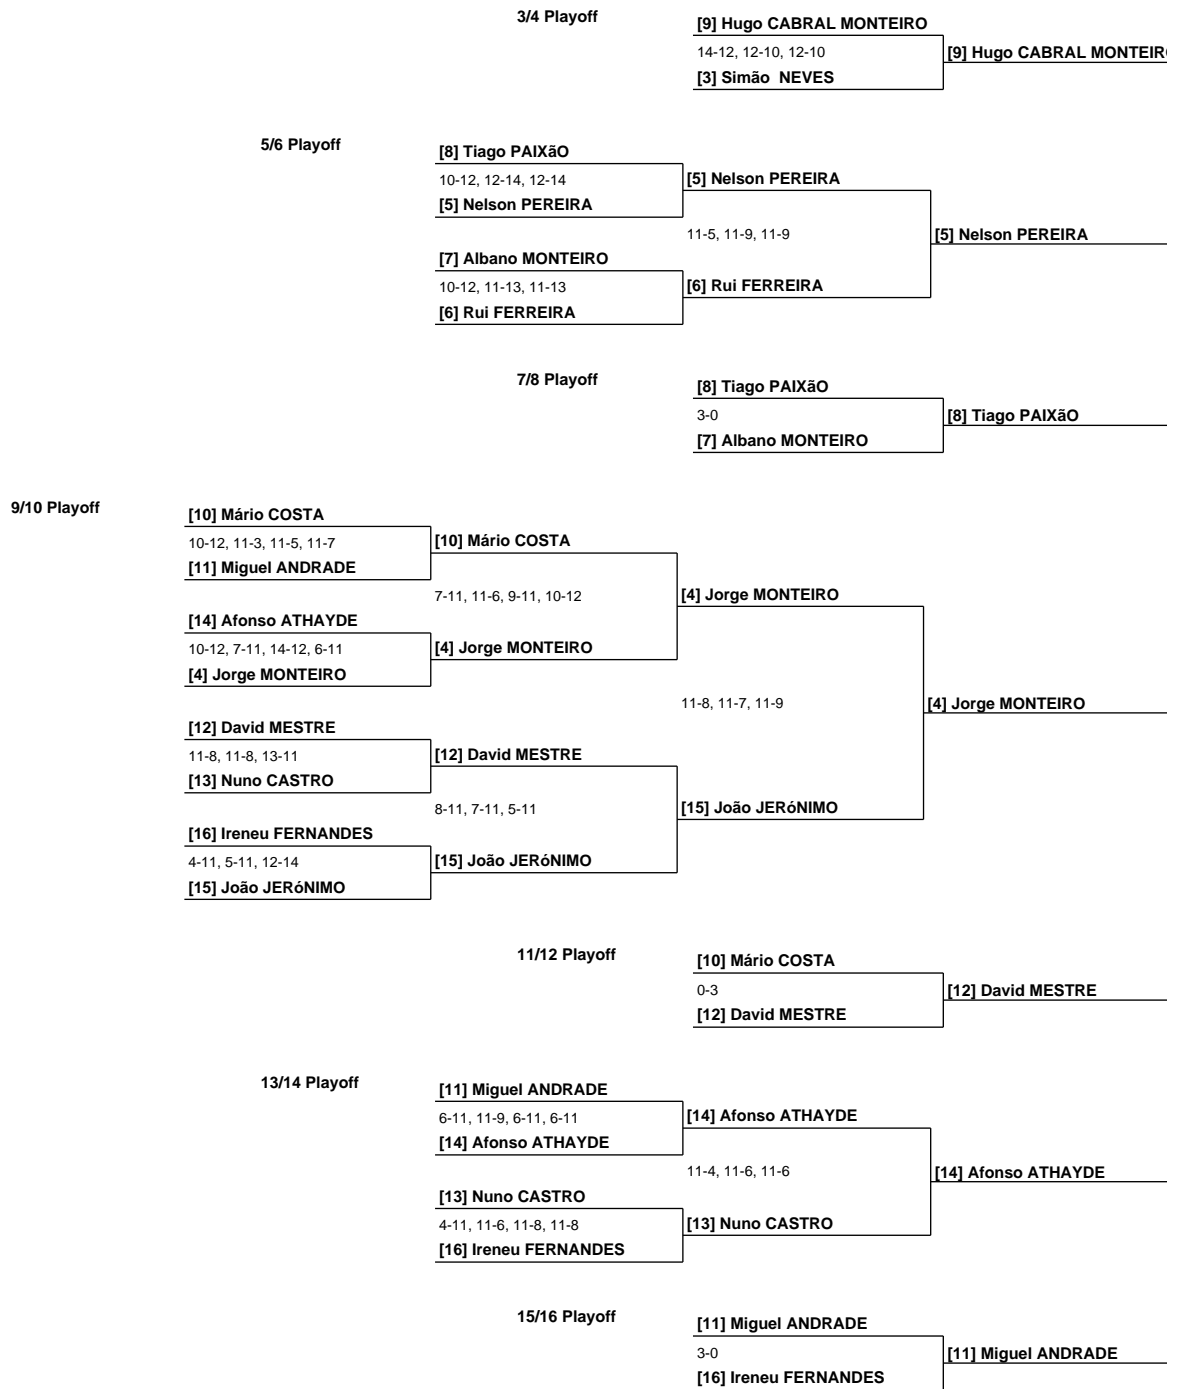 3/4 Playoff
[9] Hugo CABRAL MONTEIRO
14-12, 12-10, 12-10
[9] Hugo CABRAL MONTEIR
[3] Simão  NEVES
5/6 Playoff
[8] Tiago PAIXãO
10-12, 12-14, 12-14
[5] Nelson PEREIRA
[5] Nelson PEREIRA
11-5, 11-9, 11-9
[5] Nelson PEREIRA
[7] Albano MONTEIRO
10-12, 11-13, 11-13
[6] Rui FERREIRA
[6] Rui FERREIRA
7/8 Playoff
[8] Tiago PAIXãO
3-0
[8] Tiago PAIXãO
[7] Albano MONTEIRO
9/10 Playoff
[10] Mário COSTA
10-12, 11-3, 11-5, 11-7
[10] Mário COSTA
[11] Miguel ANDRADE
7-11, 11-6, 9-11, 10-12
[4] Jorge MONTEIRO
[14] Afonso ATHAYDE
10-12, 7-11, 14-12, 6-11
[4] Jorge MONTEIRO
[4] Jorge MONTEIRO
11-8, 11-7, 11-9
[4] Jorge MONTEIRO
[12] David MESTRE
11-8, 11-8, 13-11
[12] David MESTRE
[13] Nuno CASTRO
8-11, 7-11, 5-11
[15] João JERóNIMO
[16] Ireneu FERNANDES
4-11, 5-11, 12-14
[15] João JERóNIMO
[15] João JERóNIMO
11/12 Playoff
[10] Mário COSTA
0-3
[12] David MESTRE
[12] David MESTRE
13/14 Playoff
[11] Miguel ANDRADE
6-11, 11-9, 6-11, 6-11
[14] Afonso ATHAYDE
[14] Afonso ATHAYDE
11-4, 11-6, 11-6
[14] Afonso ATHAYDE
[13] Nuno CASTRO
4-11, 11-6, 11-8, 11-8
[13] Nuno CASTRO
[16] Ireneu FERNANDES
15/16 Playoff
[11] Miguel ANDRADE
3-0
[11] Miguel ANDRADE
[16] Ireneu FERNANDES